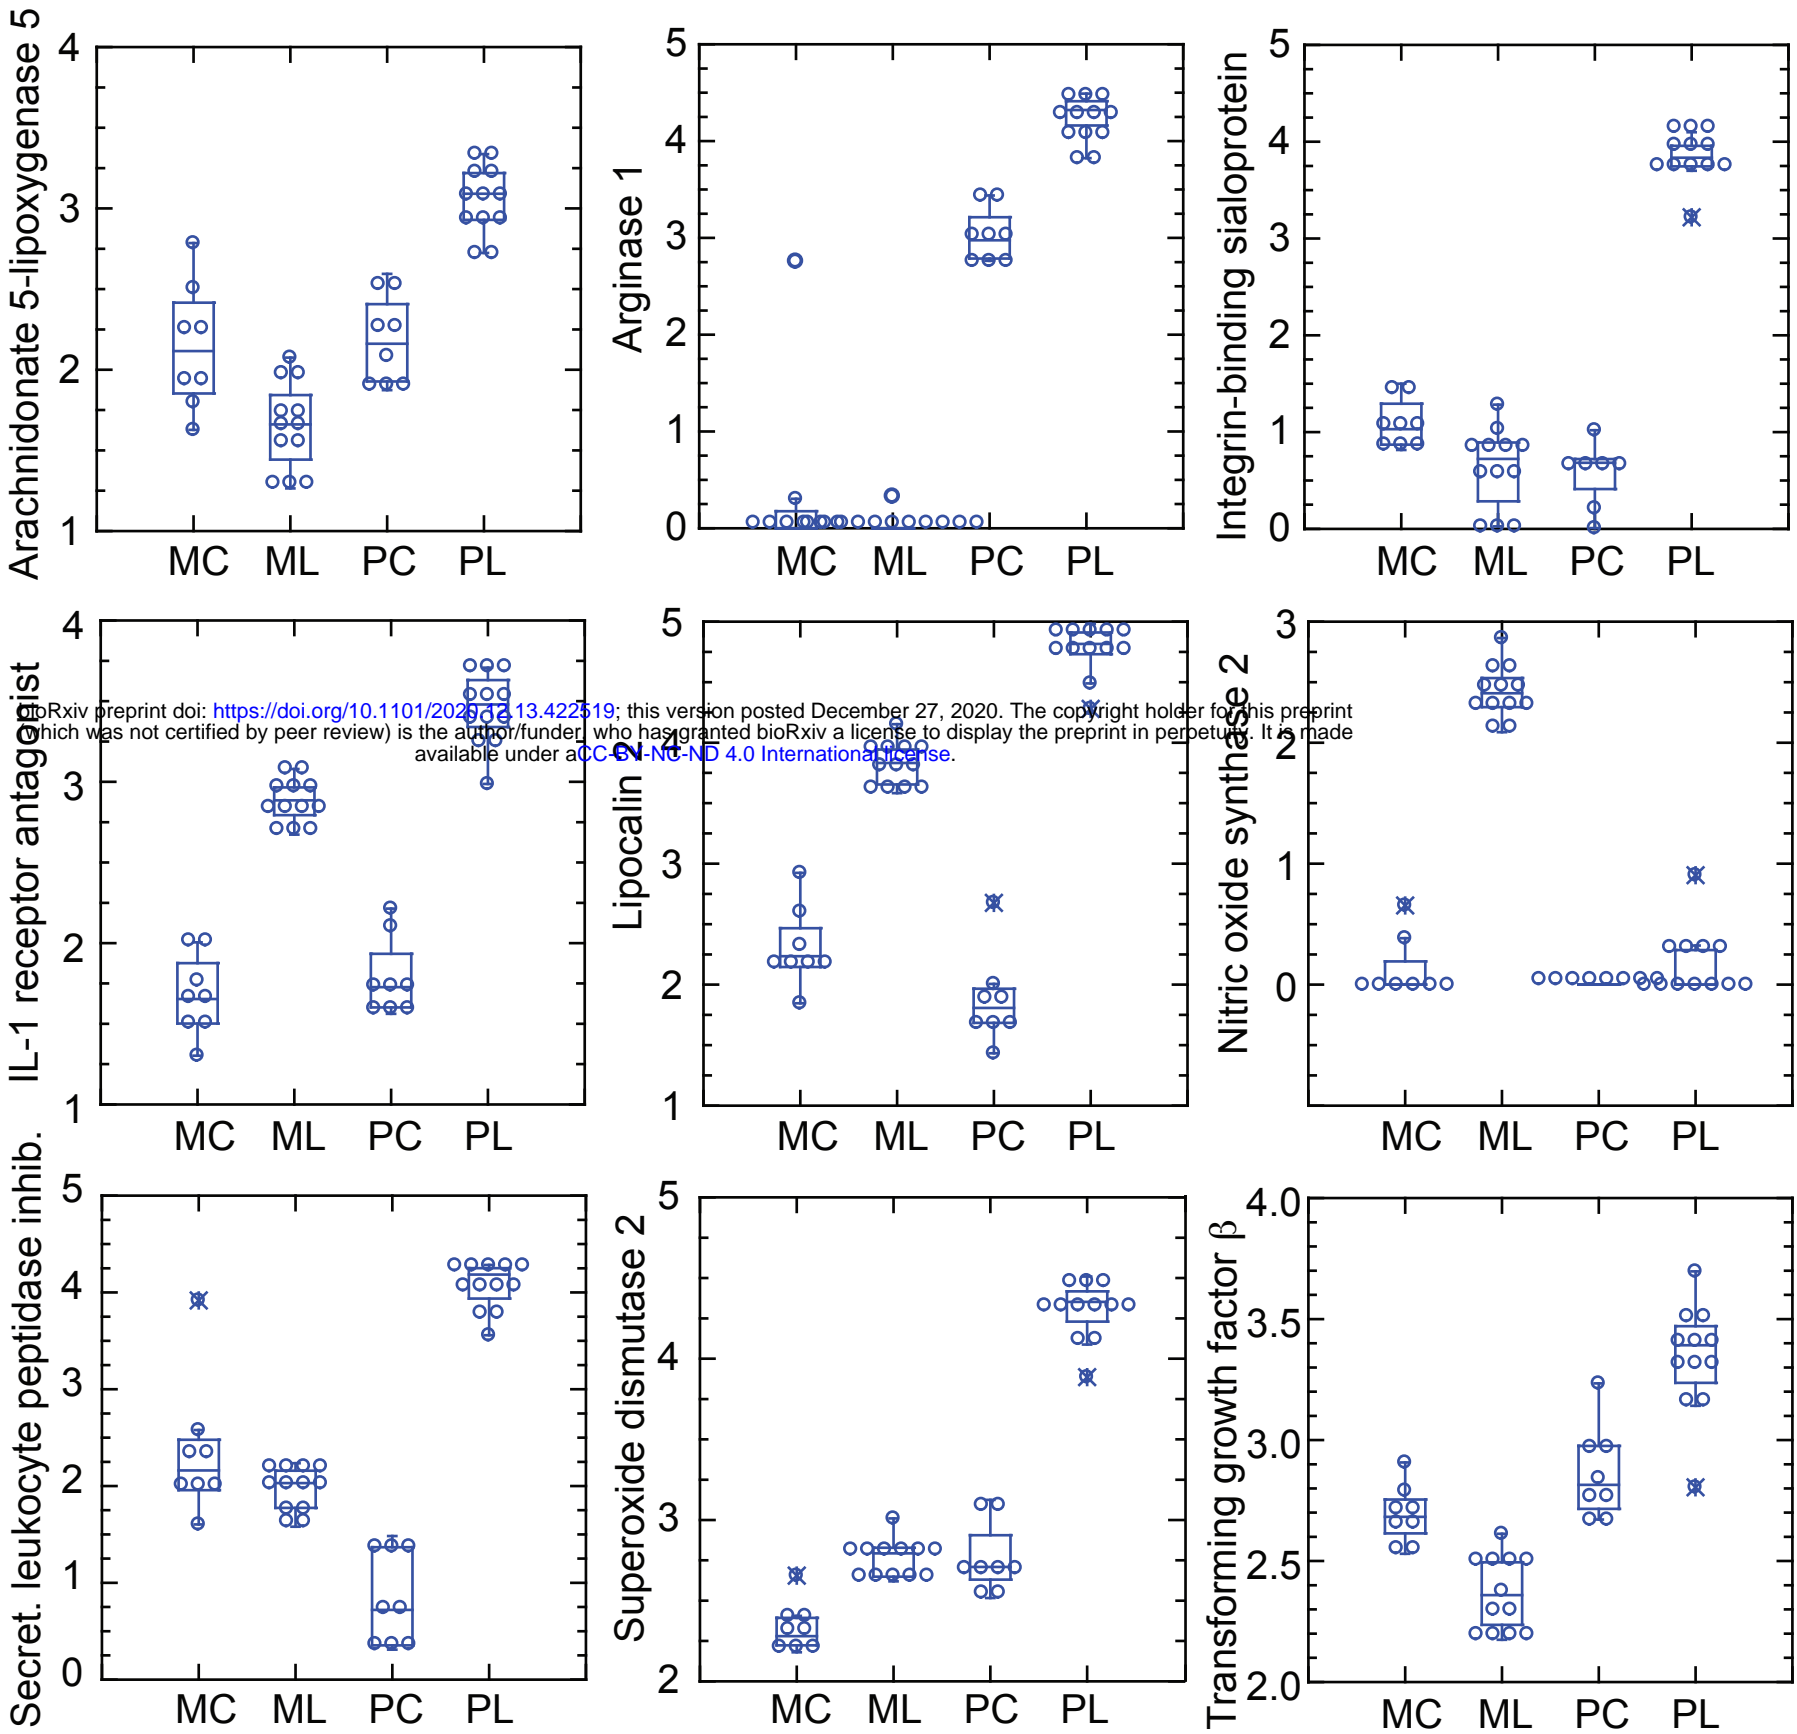 Arachnidonate 5-lipoxygenase 5
4
3
2
1
MC ML PC PL
Arginase 1
5
4
3
2
1
0
MC ML PC PL
Integrin-binding sialoprotein
5
4
3
2
1
0
MC ML PC PL
IL-1 receptor antagonist
4
3
2
1
MC ML PC PL
Lipocalin 2
5
4
3
2
1
MC ML PC PL
Nitric oxide synthase 2
3
2
1
0
MC ML PC PL
bioRxiv preprint doi: https://doi.org/10.1101/2020.12.13.422519; this version posted December 27, 2020. The copyright holder for this preprint
(which was not certified by peer review) is the author/funder, who has granted bioRxiv a license to display the preprint in perpetuity. It is made
available under aCC-BY-NC-ND 4.0 International license.
Secret. leukocyte peptidase inhib.
5
4
3
2
1
0
MC ML PC PL
Superoxide dismutase 2
5
4
3
2
MC ML PC PL
Transforming growth factor β
4.0
3.5
3.0
2.5
2.0
MC ML PC PL